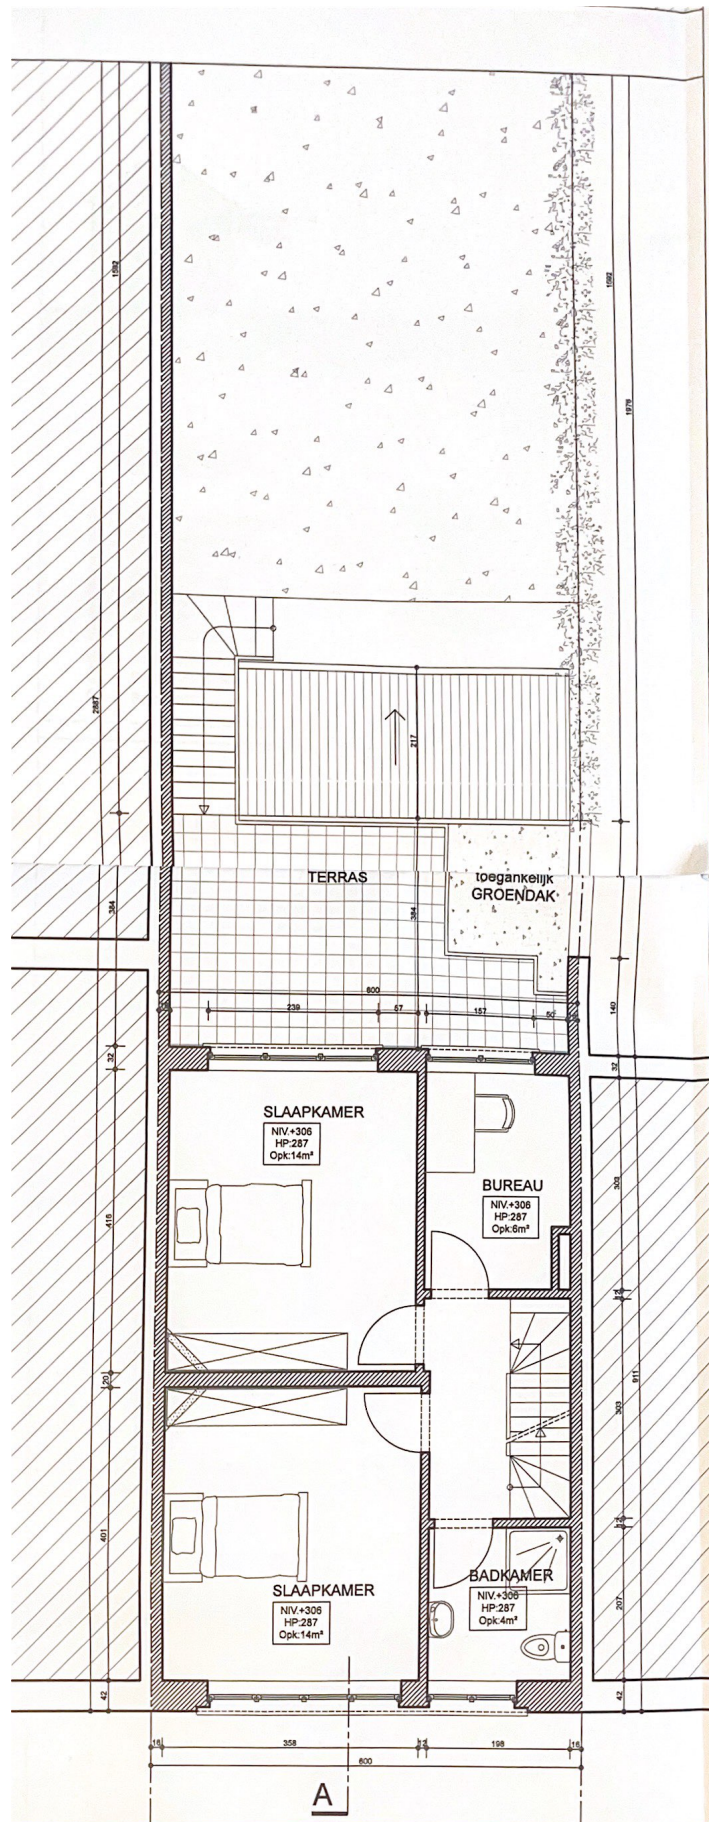 1592
1592
1976
2887
217
TERRAS
toegankelijk
GROENDAK
384
384
600
16
239
57
157
50
140
32
32
SLAAPKAMER
NIV.+306
HP:287
Opk:14m²
BUREAU
NIV.+306
HP:287
Opk:6m²
303
416
12
20
911
303
401
12
BADKAMER
NIV.+306
HP:287
Opk:4m²
SLAAPKAMER
NIV.+306
HP:287
Opk:14m²
207
42
42
16
358
12
198
16
600
A